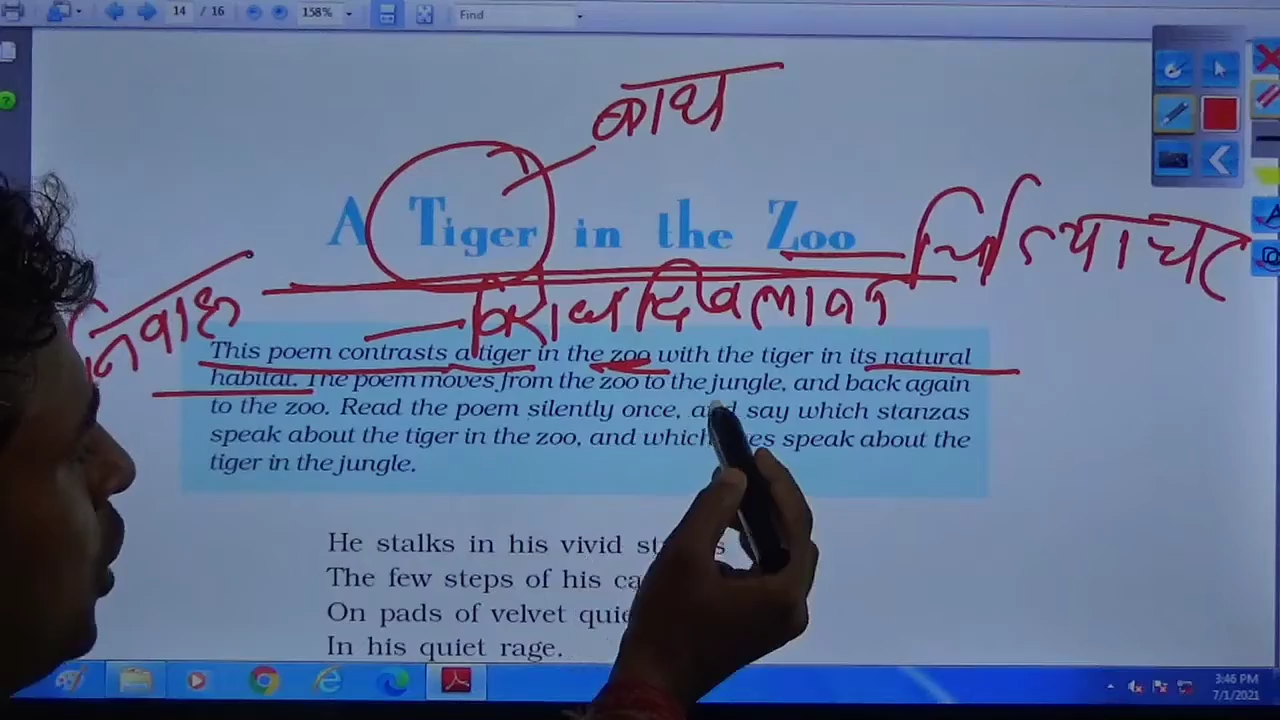 14 / 16 158% Find
बाघ
A Tiger in the Zoo
This poem contrasts a tiger in the zoo with the tiger in its natural
habitat. The poem moves from the zoo to the jungle, and back again
to the zoo. Read the poem silently once, and say which stanzas
speak about the tiger in the zoo, and which speak about the
tiger in the jungle.
He stalks in his vivid
The few steps of his
On pads of velvet
In his quiet rage.
3:46 PM
7/1/2021